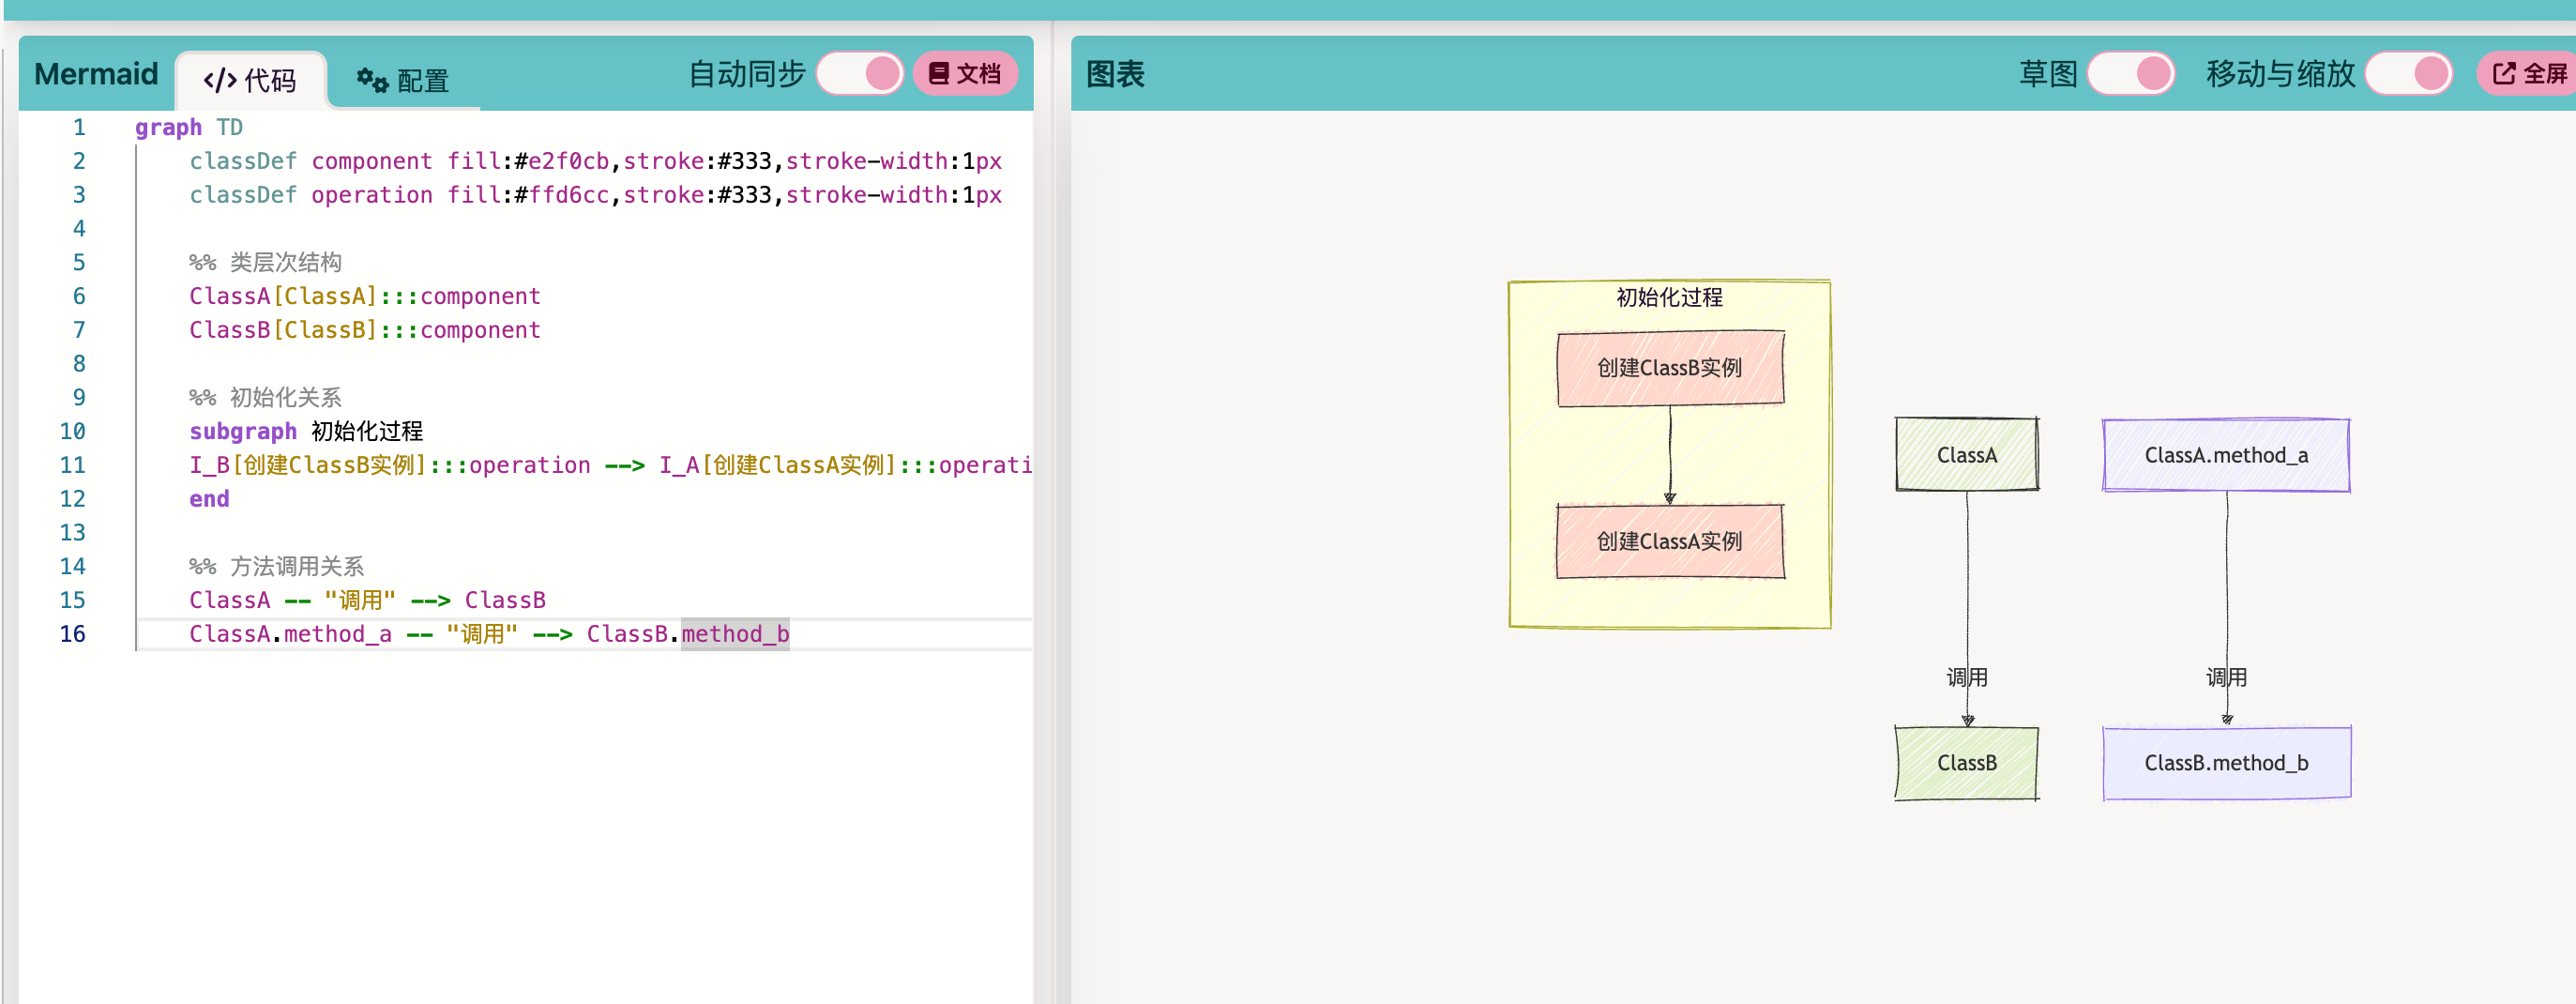 Mermaid
代码
配置
自动同步
文档
1 graph TD
2 classDef component fill:#e2f0cb,stroke:#333,stroke-width:1px
3 classDef operation fill:#ffd6cc,stroke:#333,stroke-width:1px
4
5 %% 类层次结构
6 ClassA[ClassA]:::component
7 ClassB[ClassB]:::component
8
9 %% 初始化关系
10 subgraph 初始化过程
11 I_B[创建ClassB实例]:::operation --> I_A[创建ClassA实例]:::operati
12 end
13
14 %% 方法调用关系
15 ClassA -- "调用" --> ClassB
16 ClassA.method_a -- "调用" --> ClassB.method_b
图表
草图
移动与缩放
全屏
初始化过程
创建ClassB实例
创建ClassA实例
ClassA
调用
ClassB
ClassA.method_a
调用
ClassB.method_b